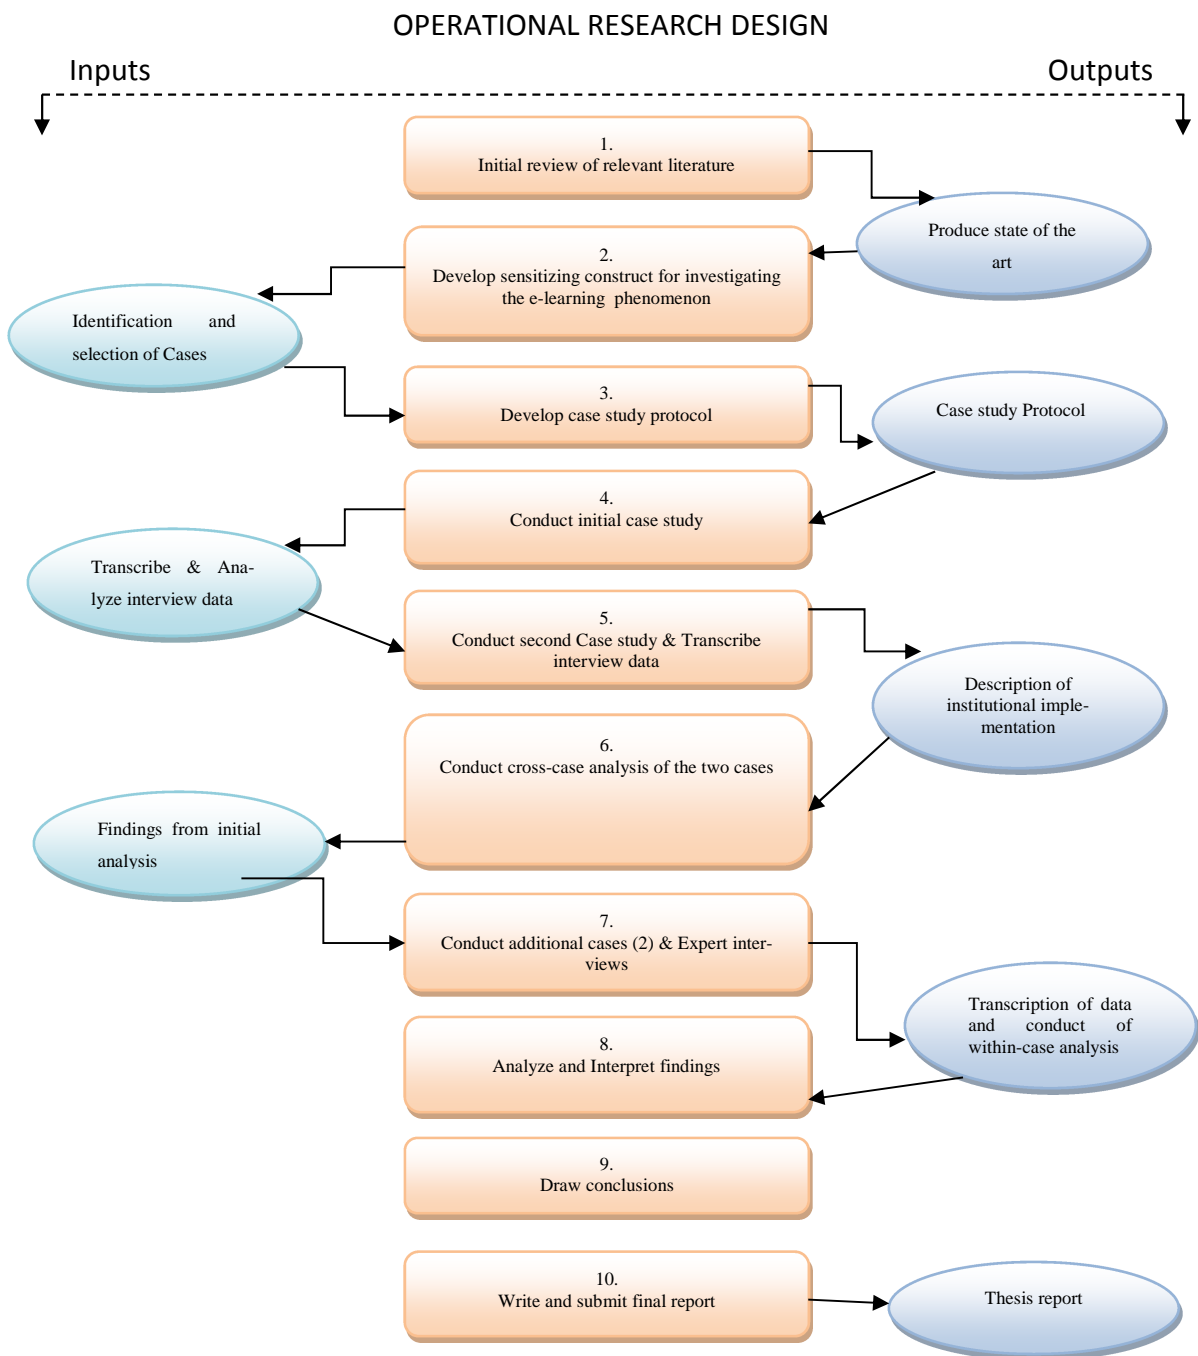 OPERATIONAL RESEARCH DESIGN
Inputs
Outputs
1.
Initial review of relevant literature
Produce state of the
art
2.
Develop sensitizing construct for investigating
the e-learning phenomenon
Identification and
selection of Cases
3.
Develop case study protocol
Case study Protocol
4.
Conduct initial case study
Transcribe & Ana-
lyze interview data
5.
Conduct second Case study & Transcribe
interview data
Description of
institutional imple-
mentation
6.
Conduct cross-case analysis of the two cases
Findings from initial
analysis
7.
Conduct additional cases (2) & Expert inter-
views
Transcription of data
and conduct of
within-case analysis
8.
Analyze and Interpret findings
9.
Draw conclusions
10.
Write and submit final report
Thesis report